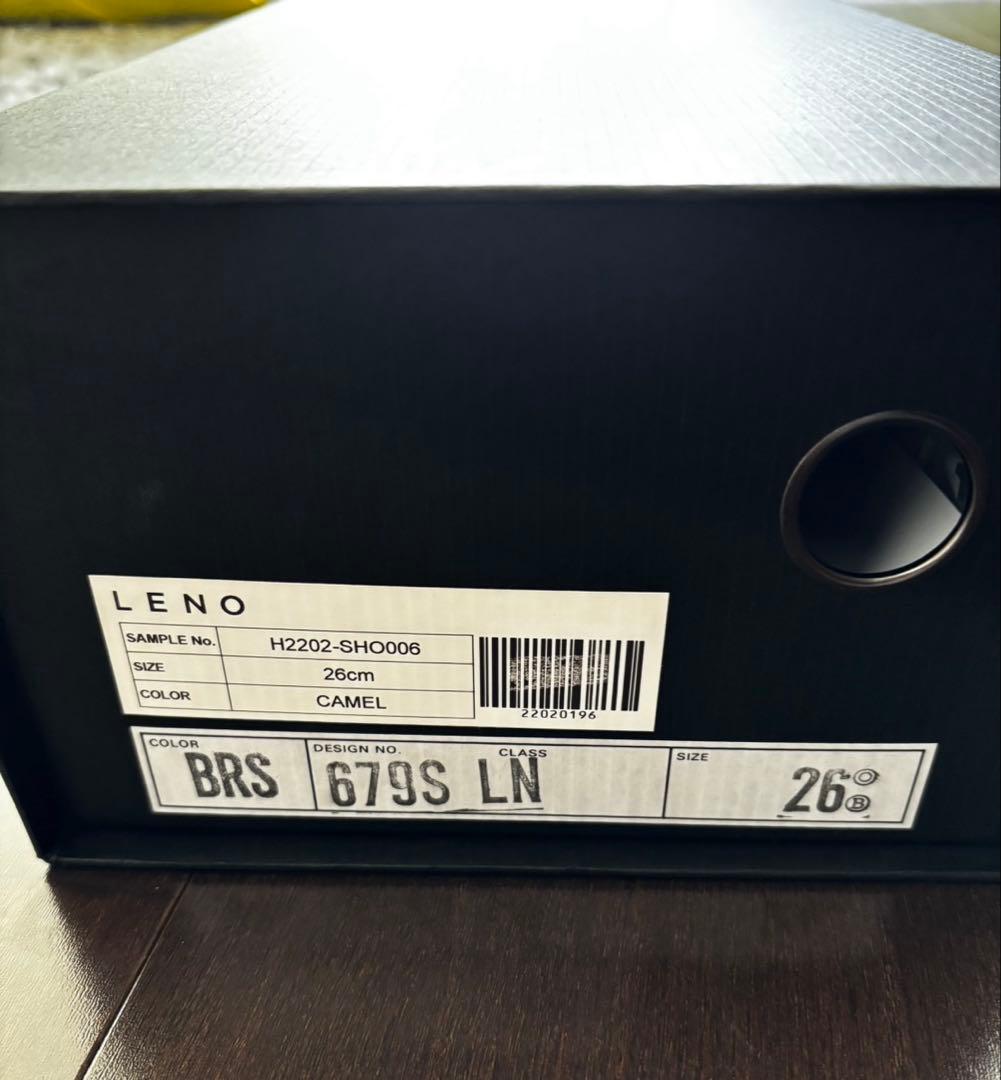 LENO
SAMPLE No. H2202-SHO006
SIZE 26cm
COLOR CAMEL
22020196
COLOR DESIGN NO. CLASS SIZE
BRS 679S LN 26 O
B